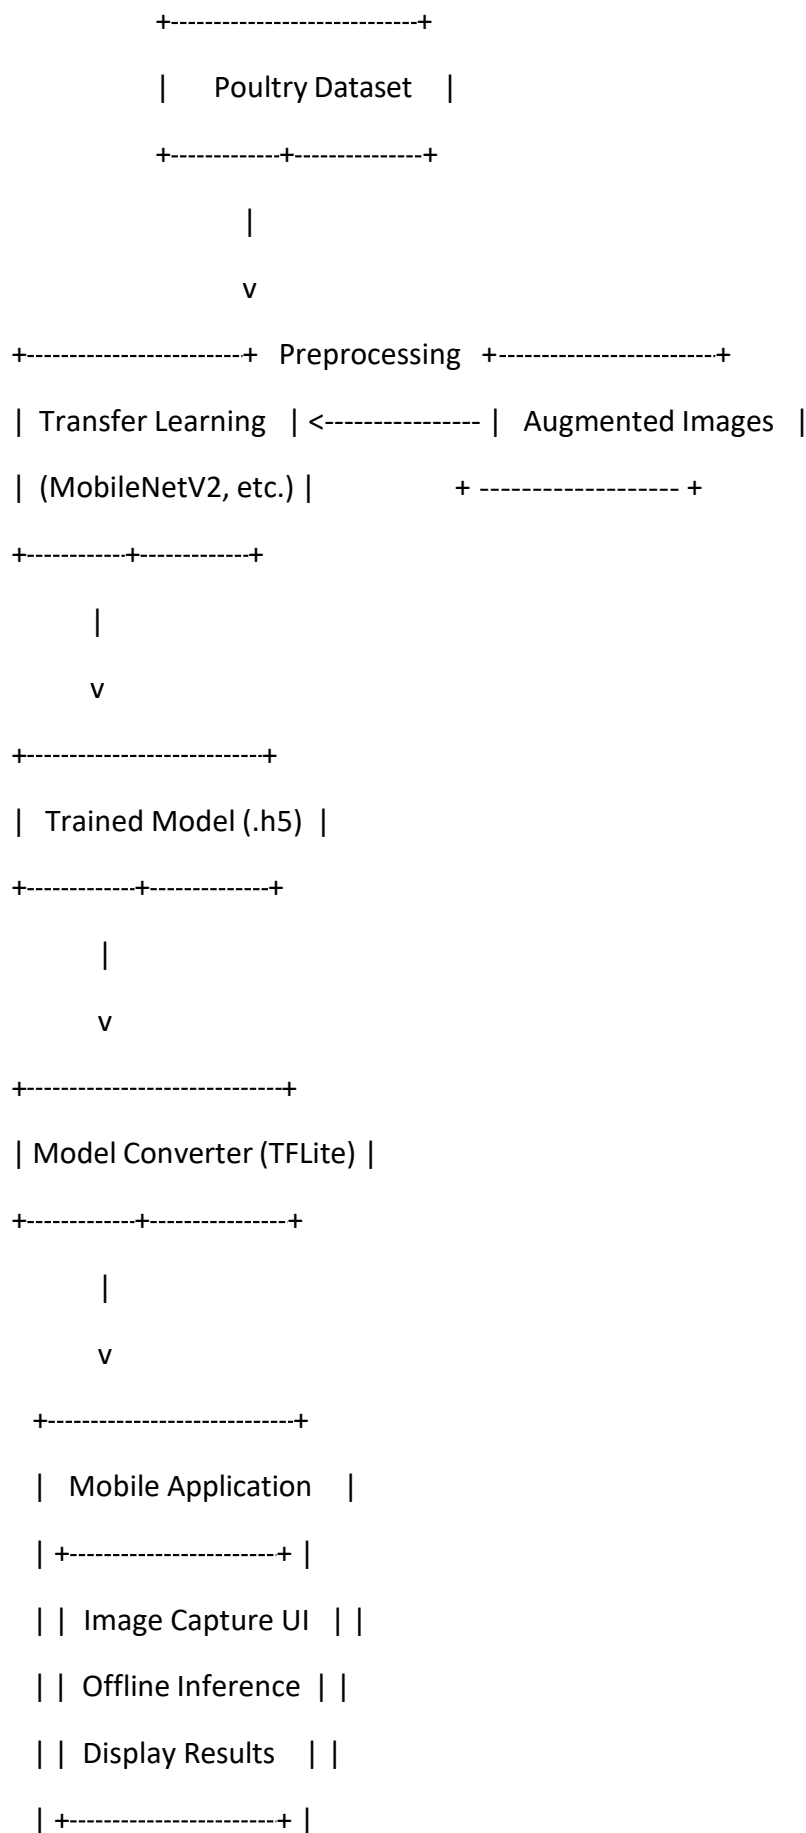 +-----------------------------+
| Poultry Dataset |
+-------------+---------------+
|
v
+-------------------------+ Preprocessing +-------------------------+
| Transfer Learning | <---------------- | Augmented Images |
| (MobileNetV2, etc.) | + ------------------- +
+------------+-------------+
|
v
+---------------------------+
| Trained Model (.h5) |
+-------------+--------------+
|
v
+------------------------------+
| Model Converter (TFLite) |
+-------------+----------------+
|
v
+-----------------------------+
| Mobile Application |
| +------------------------+ |
| | Image Capture UI | |
| | Offline Inference | |
| | Display Results | |
| +------------------------+ |